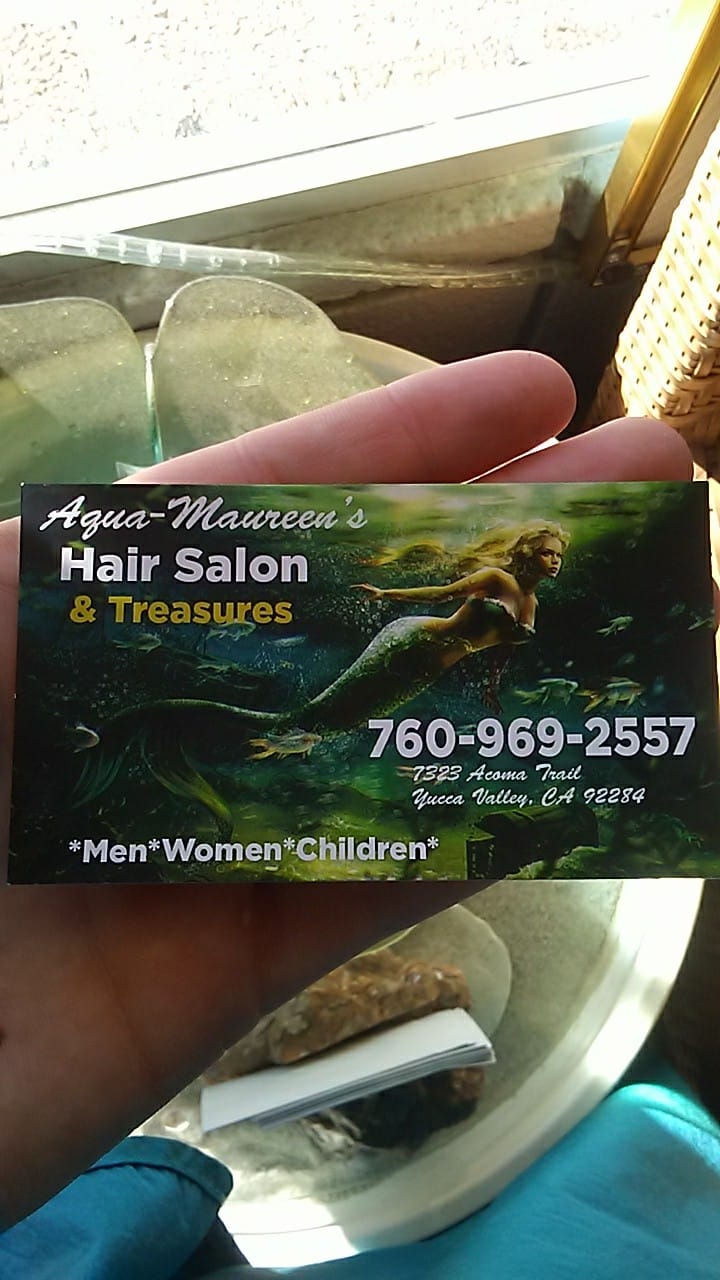 Aqua-Maureen's
Hair Salon
& Treasures
760-969-2557
7323 Acoma Trail
Yucca Valley, CA 92284
*Men*Women*Children*